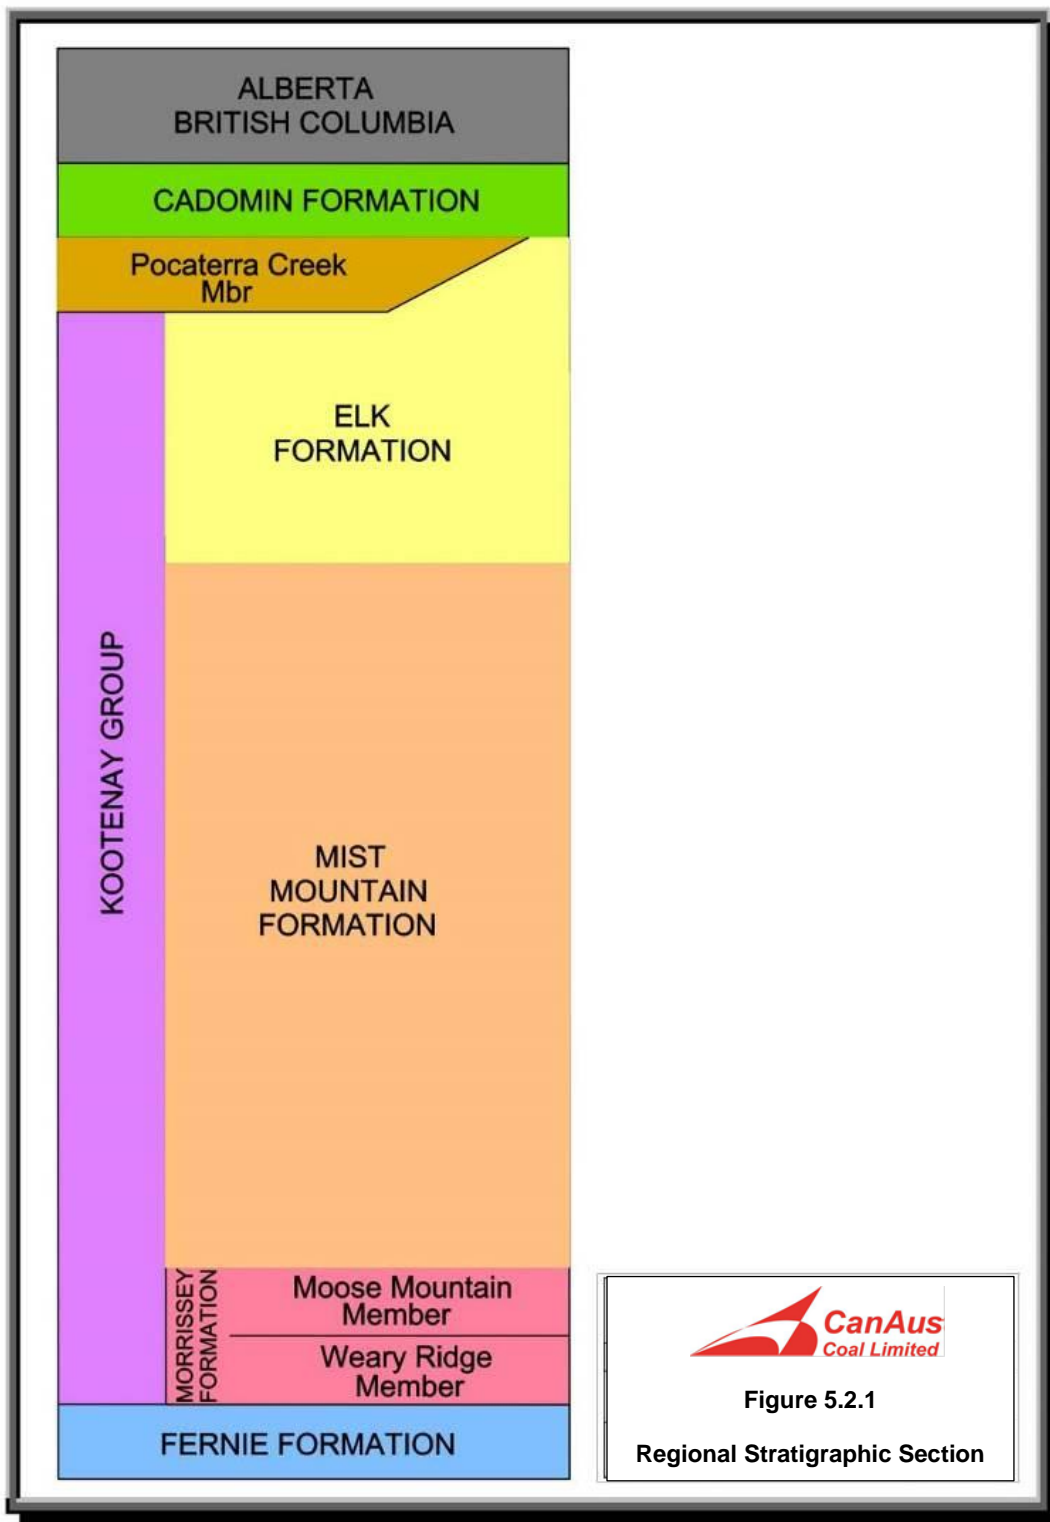 ALBERTA
BRITISH COLUMBIA
CADOMIN FORMATION
Pocaterra Creek
Mbr
ELK
FORMATION
KOOTENAY GROUP
MIST
MOUNTAIN
FORMATION
MORRISSEY
FORMATION
Moose Mountain
Member
Weary Ridge
Member
FERNIE FORMATION
CanAus
Coal Limited
Figure 5.2.1
Regional Stratigraphic Section